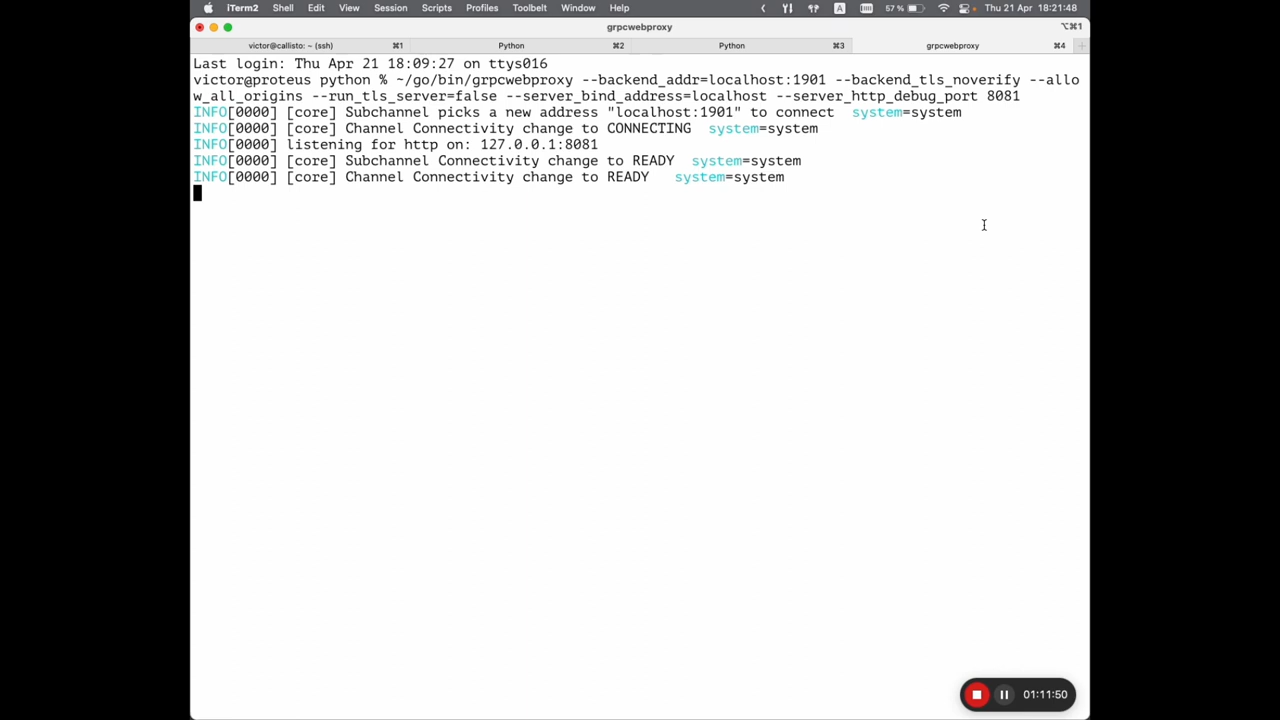 iTerm2 Shell Edit View Session Scripts Profiles Toolbelt Window Help A 57 % Thu 21 Apr 18:21:48
grpcwebproxy ⌥⌘1
victor@callisto: ~ (ssh) ⌘1 Python ⌘2 Python ⌘3 grpcwebproxy ⌘4 +
Last login: Thu Apr 21 18:09:27 on ttys016
victor@proteus python % ~/go/bin/grpcwebproxy --backend_addr=localhost:1901 --backend_tls_noverify --allo
w_all_origins --run_tls_server=false --server_bind_address=localhost --server_http_debug_port 8081
INFO[0000] [core] Subchannel picks a new address "localhost:1901" to connect  system=system
INFO[0000] [core] Channel Connectivity change to CONNECTING  system=system
INFO[0000] listening for http on: 127.0.0.1:8081
INFO[0000] [core] Subchannel Connectivity change to READY  system=system
INFO[0000] [core] Channel Connectivity change to READY   system=system
01:11:50